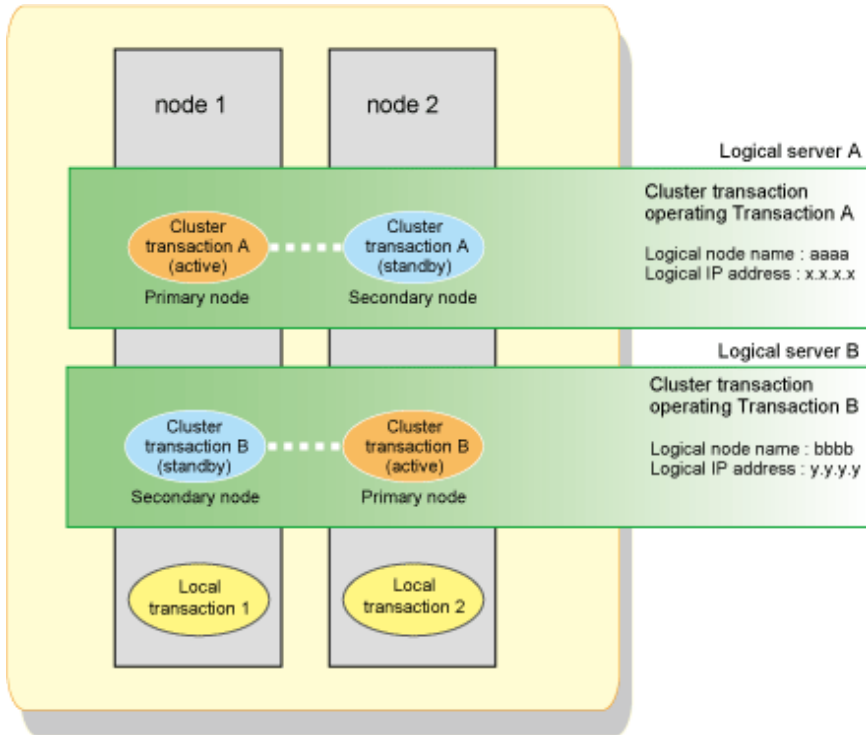 node 1
node 2
Logical server A
Cluster transaction A (active)
Primary node
Cluster transaction A (standby)
Secondary node
Cluster transaction
operating Transaction A
Logical node name : aaaa
Logical IP address : x.x.x.x
Logical server B
Cluster transaction B (standby)
Secondary node
Cluster transaction B (active)
Primary node
Cluster transaction
operating Transaction B
Logical node name : bbbb
Logical IP address : y.y.y.y
Local transaction 1
Local transaction 2